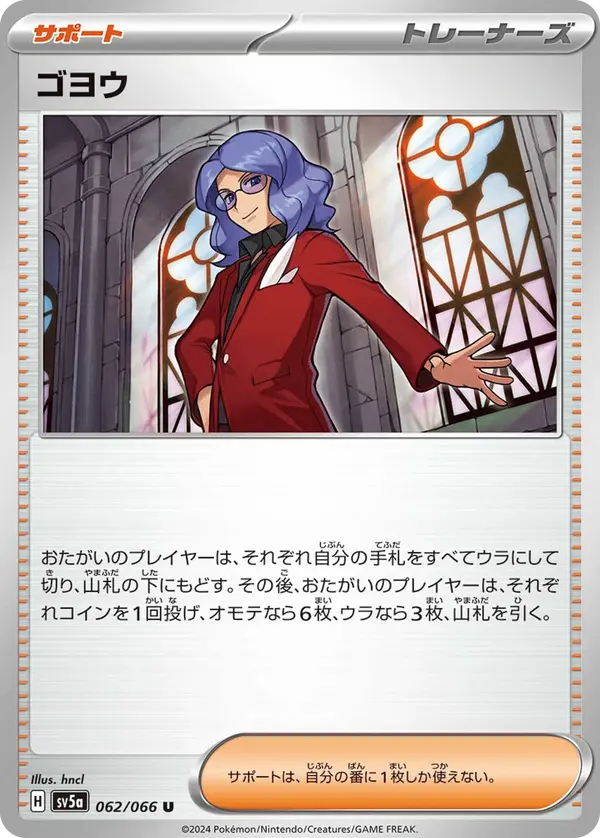 サポート
トレーナーズ
ゴヨウ
おたがいのプレイヤーは、それぞれ自分の手札をすべてウラにして
切り、山札の下にもどす。その後、おたがいのプレイヤーは、それぞ
れコインを1回投げ、オモテなら6枚、ウラなら3枚、山札を引く。
サポートは、自分の番に1枚しか使えない。
Illus. hncl
H sv5a 062/066 U
©2024 Pokémon/Nintendo/Creatures/GAME FREAK.